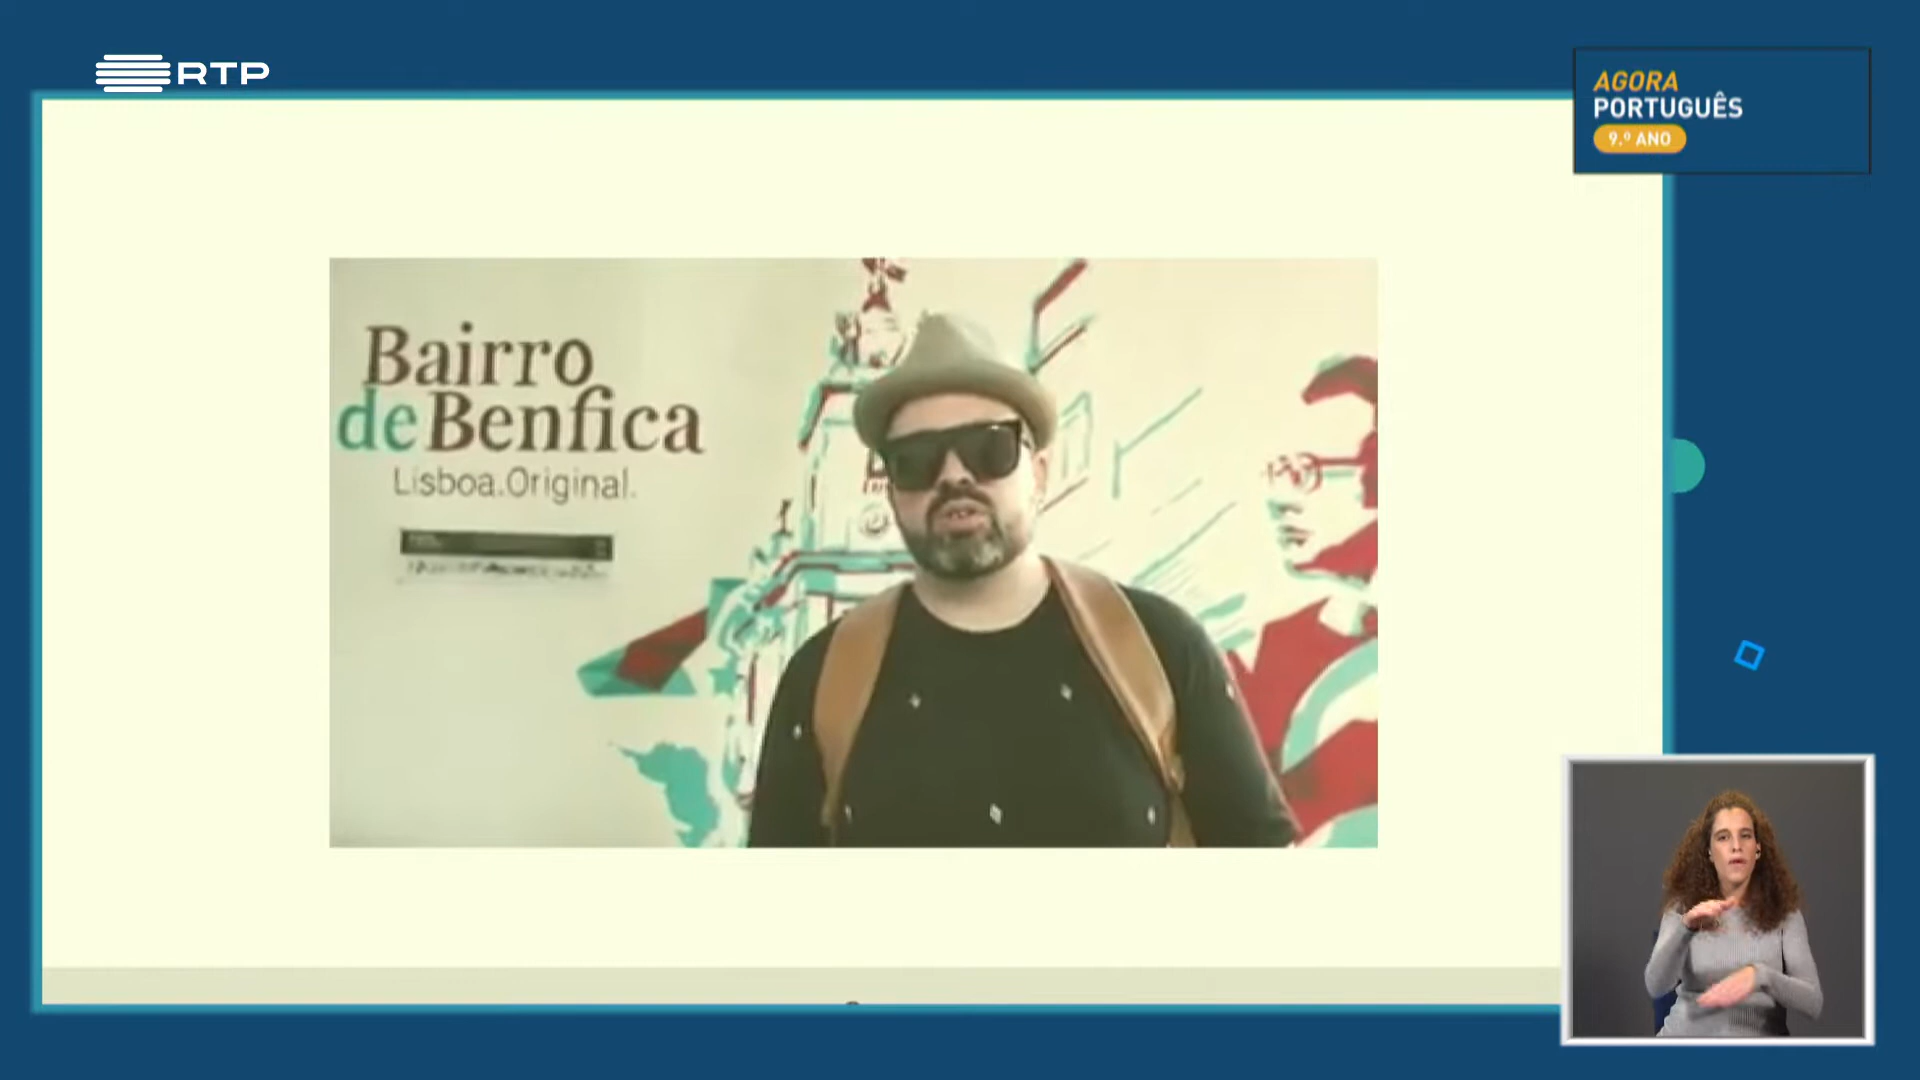 RTP
AGORA
PORTUGUÊS
9.º ANO
Bairro
de Benfica
Lisboa.Original.